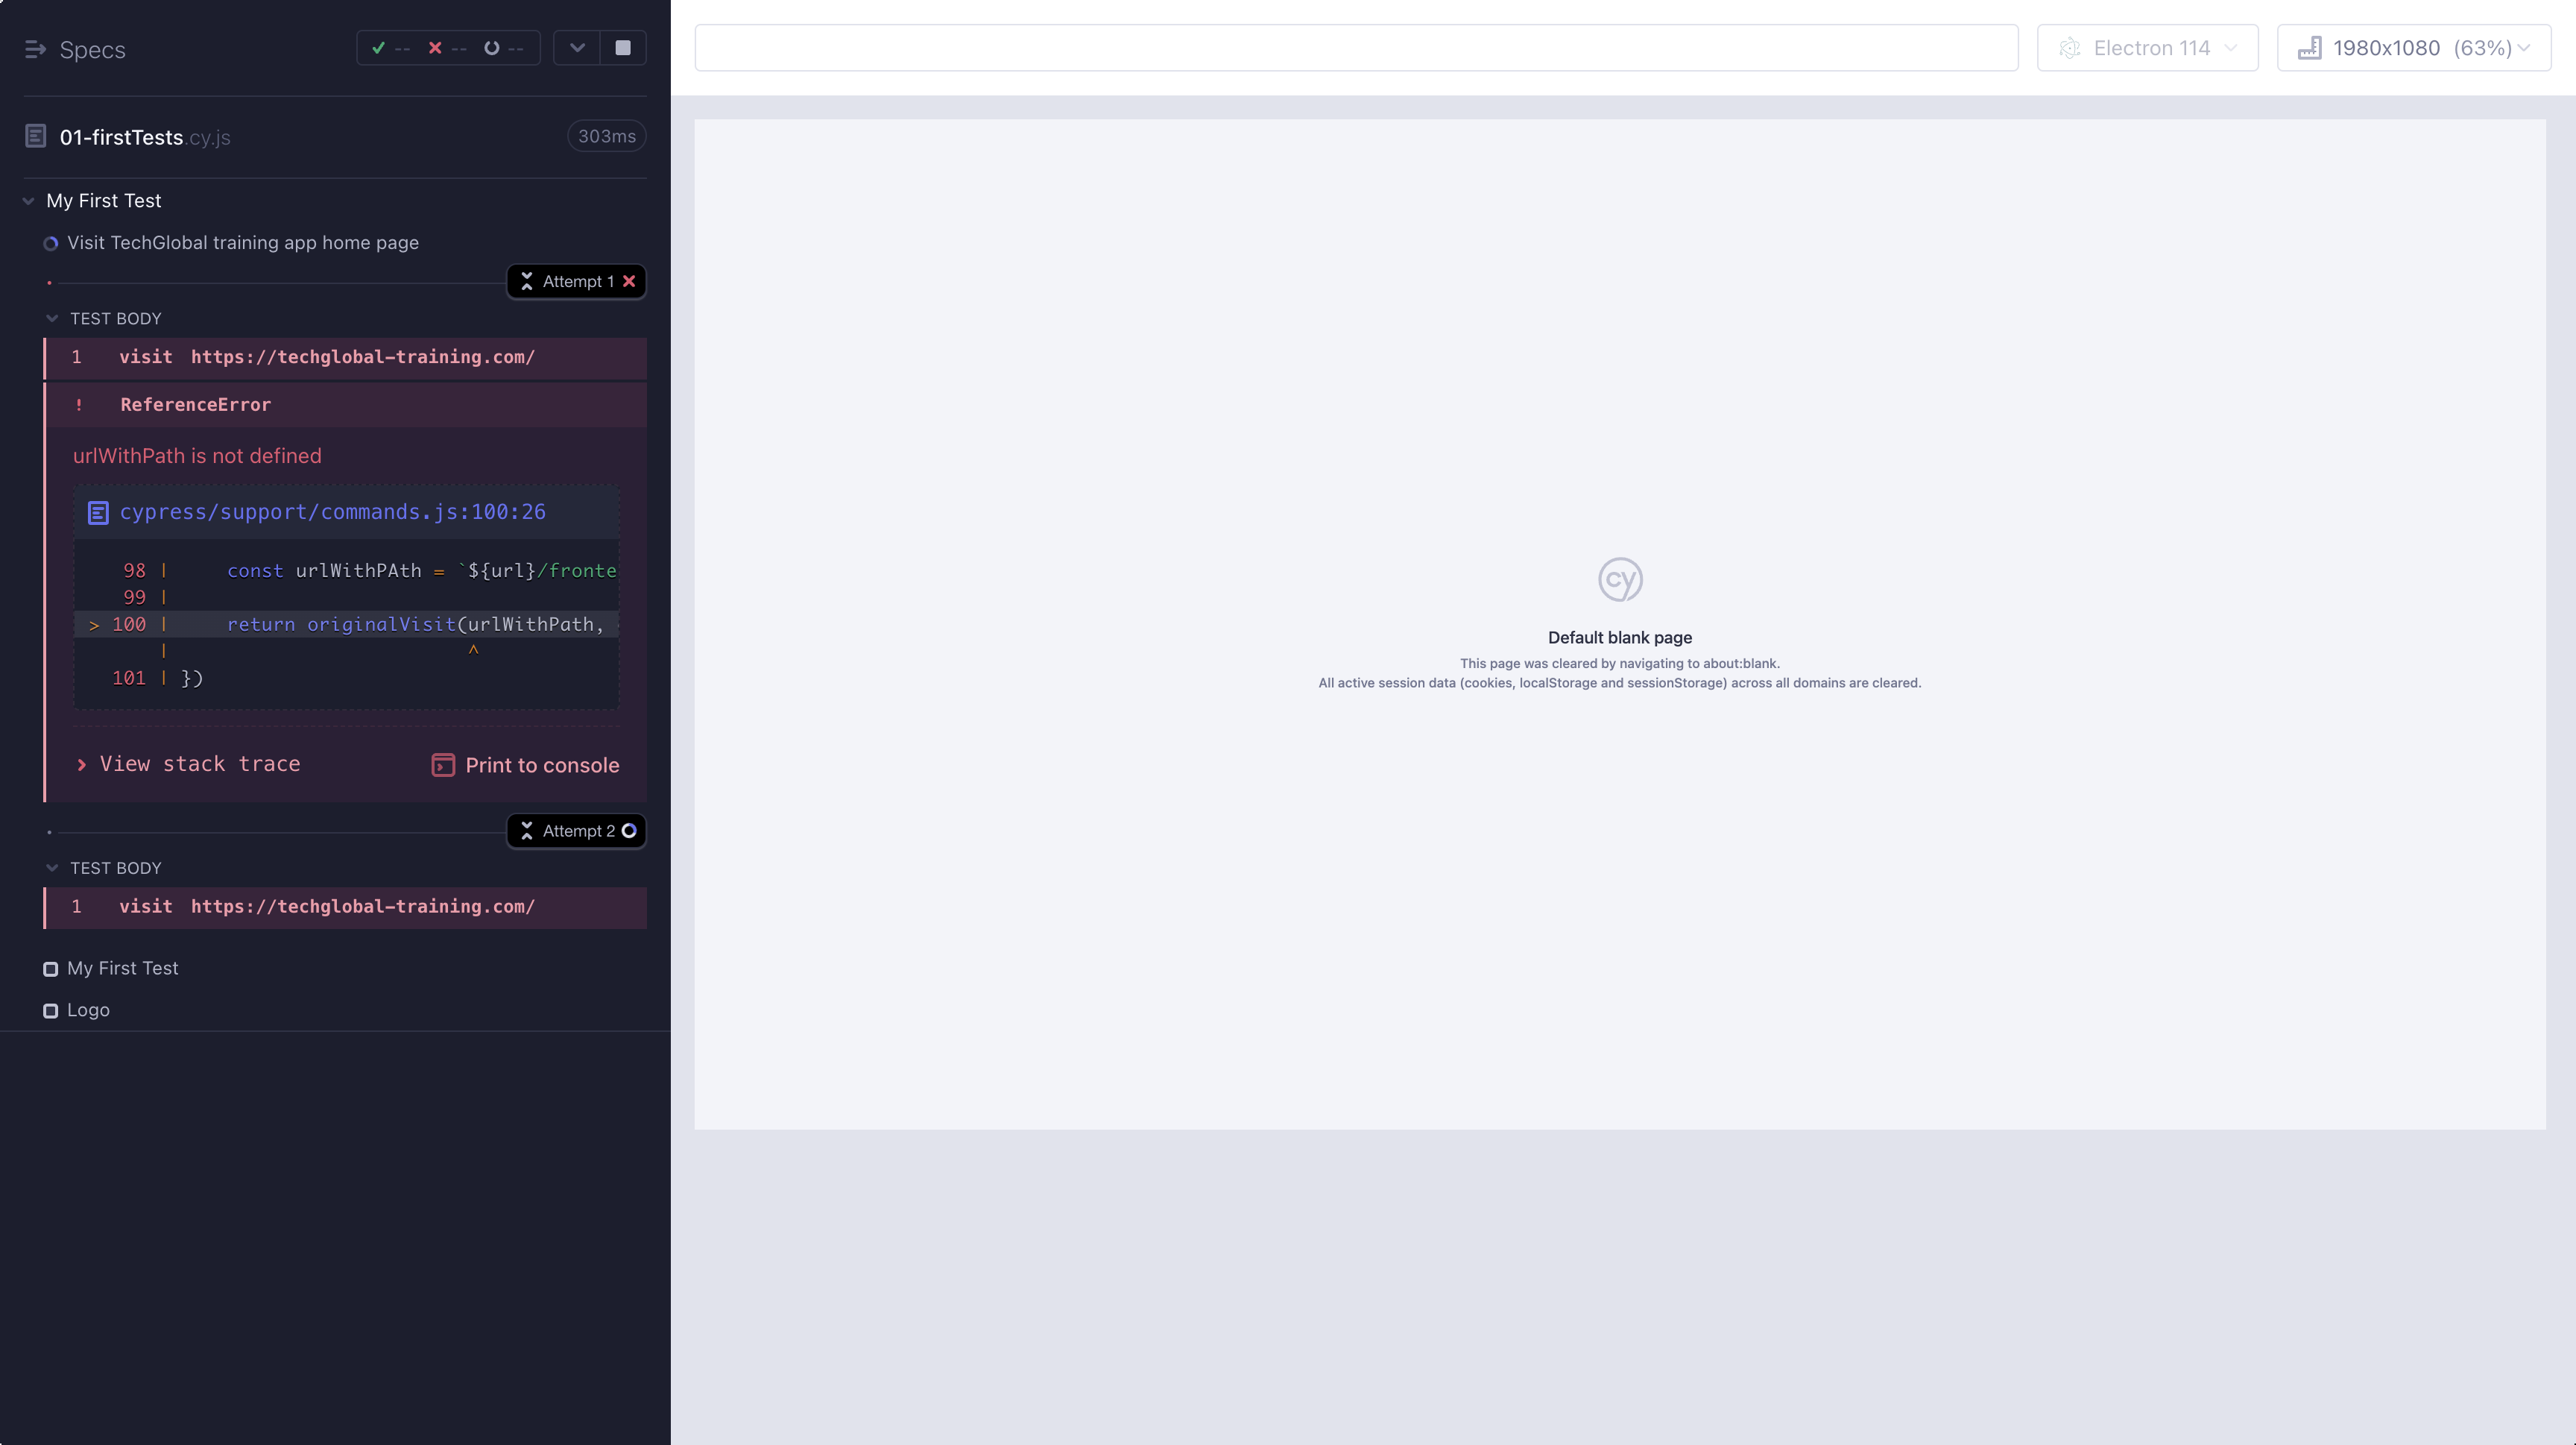 Specs
-- -- --
01-firstTests.cy.js
303ms
My First Test
Visit TechGlobal training app home page
Attempt 1
TEST BODY
1 visit https://techglobal-training.com/
! ReferenceError
urlWithPath is not defined
cypress/support/commands.js:100:26
98 | const urlWithPAth = `${url}/fronte
99 |
> 100 | return originalVisit(urlWithPath,
| ^
101 | })
View stack trace
Print to console
Attempt 2
TEST BODY
1 visit https://techglobal-training.com/
My First Test
Logo
Electron 114
1980x1080 (63%)
cy
Default blank page
This page was cleared by navigating to about:blank.
All active session data (cookies, localStorage and sessionStorage) across all domains are cleared.